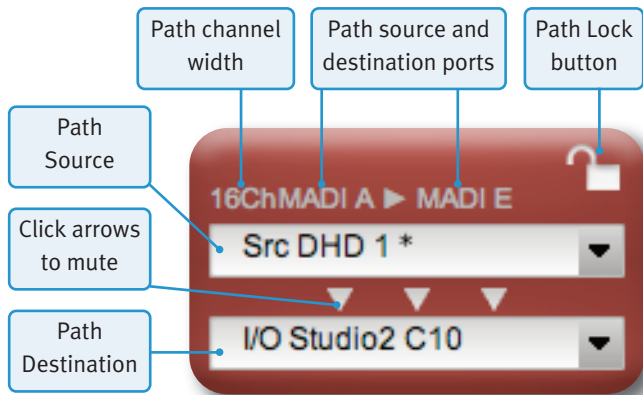 Path channel
width
Path source and
destination ports
Path Lock
button
Path
Source
16ChMADI A ▶ MADI E
Click arrows
to mute
Src DHD 1 *
Path
Destination
I/O Studio2 C10